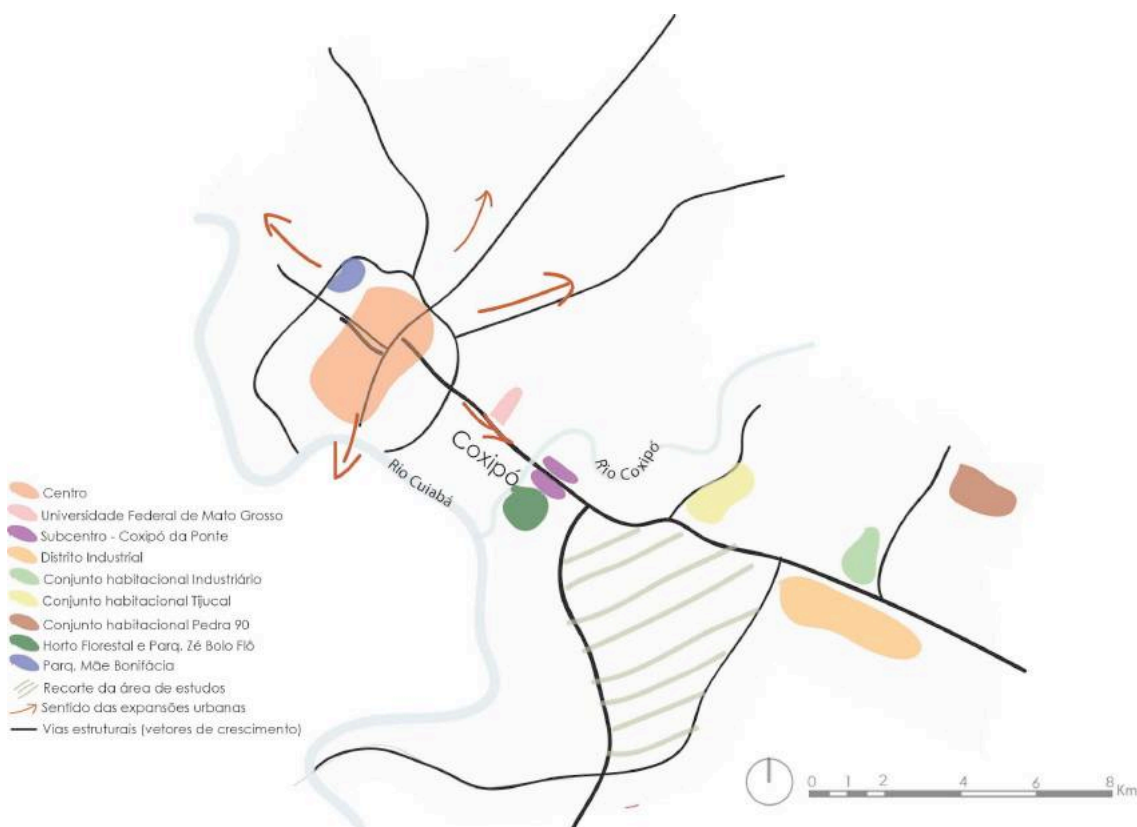 Coxipó
Rio Coxipó
Rio Cuiabá
Centro
Universidade Federal de Mato Grosso
Subcentro - Coxipó da Ponte
Distrito Industrial
Conjunto habitacional Industriário
Conjunto habitacional Tijucal
Conjunto habitacional Pedra 90
Horto Florestal e Parq. Zé Bolo Flô
Parq. Mãe Bonifácia
Recorte da área de estudos
Sentido das expansões urbanas
Vias estruturais (vetores de crescimento)
0 1 2 4 6 8
Km